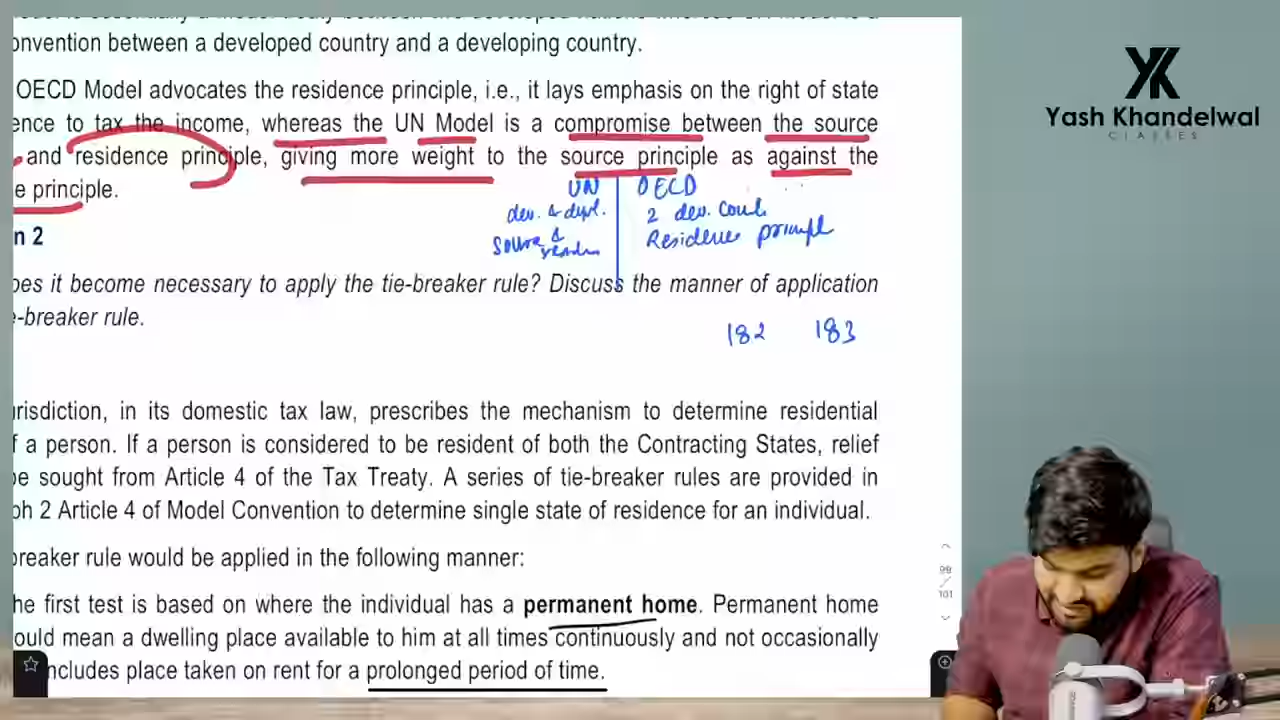 onvention between a developed country and a developing country.
OECD Model advocates the residence principle, i.e., it lays emphasis on the right of state
ence to tax the income, whereas the UN Model is a compromise between the source
and residence principle, giving more weight to the source principle as against the
e principle.
UN OECD
dev. & 2 dev.
Source & Residence
n 2
oes it become necessary to apply the tie-breaker rule? Discuss the manner of application
e-breaker rule.
182 183
urisdiction, in its domestic tax law, prescribes the mechanism to determine residential
f a person. If a person is considered to be resident of both the Contracting States, relief
be sought from Article 4 of the Tax Treaty. A series of tie-breaker rules are provided in
ph 2 Article 4 of Model Convention to determine single state of residence for an individual.
breaker rule would be applied in the following manner:
he first test is based on where the individual has a permanent home. Permanent home
ould mean a dwelling place available to him at all times continuously and not occasionally
ncludes place taken on rent for a prolonged period of time.
YK
Yash Khandelwal
CLASSES
99
/
101